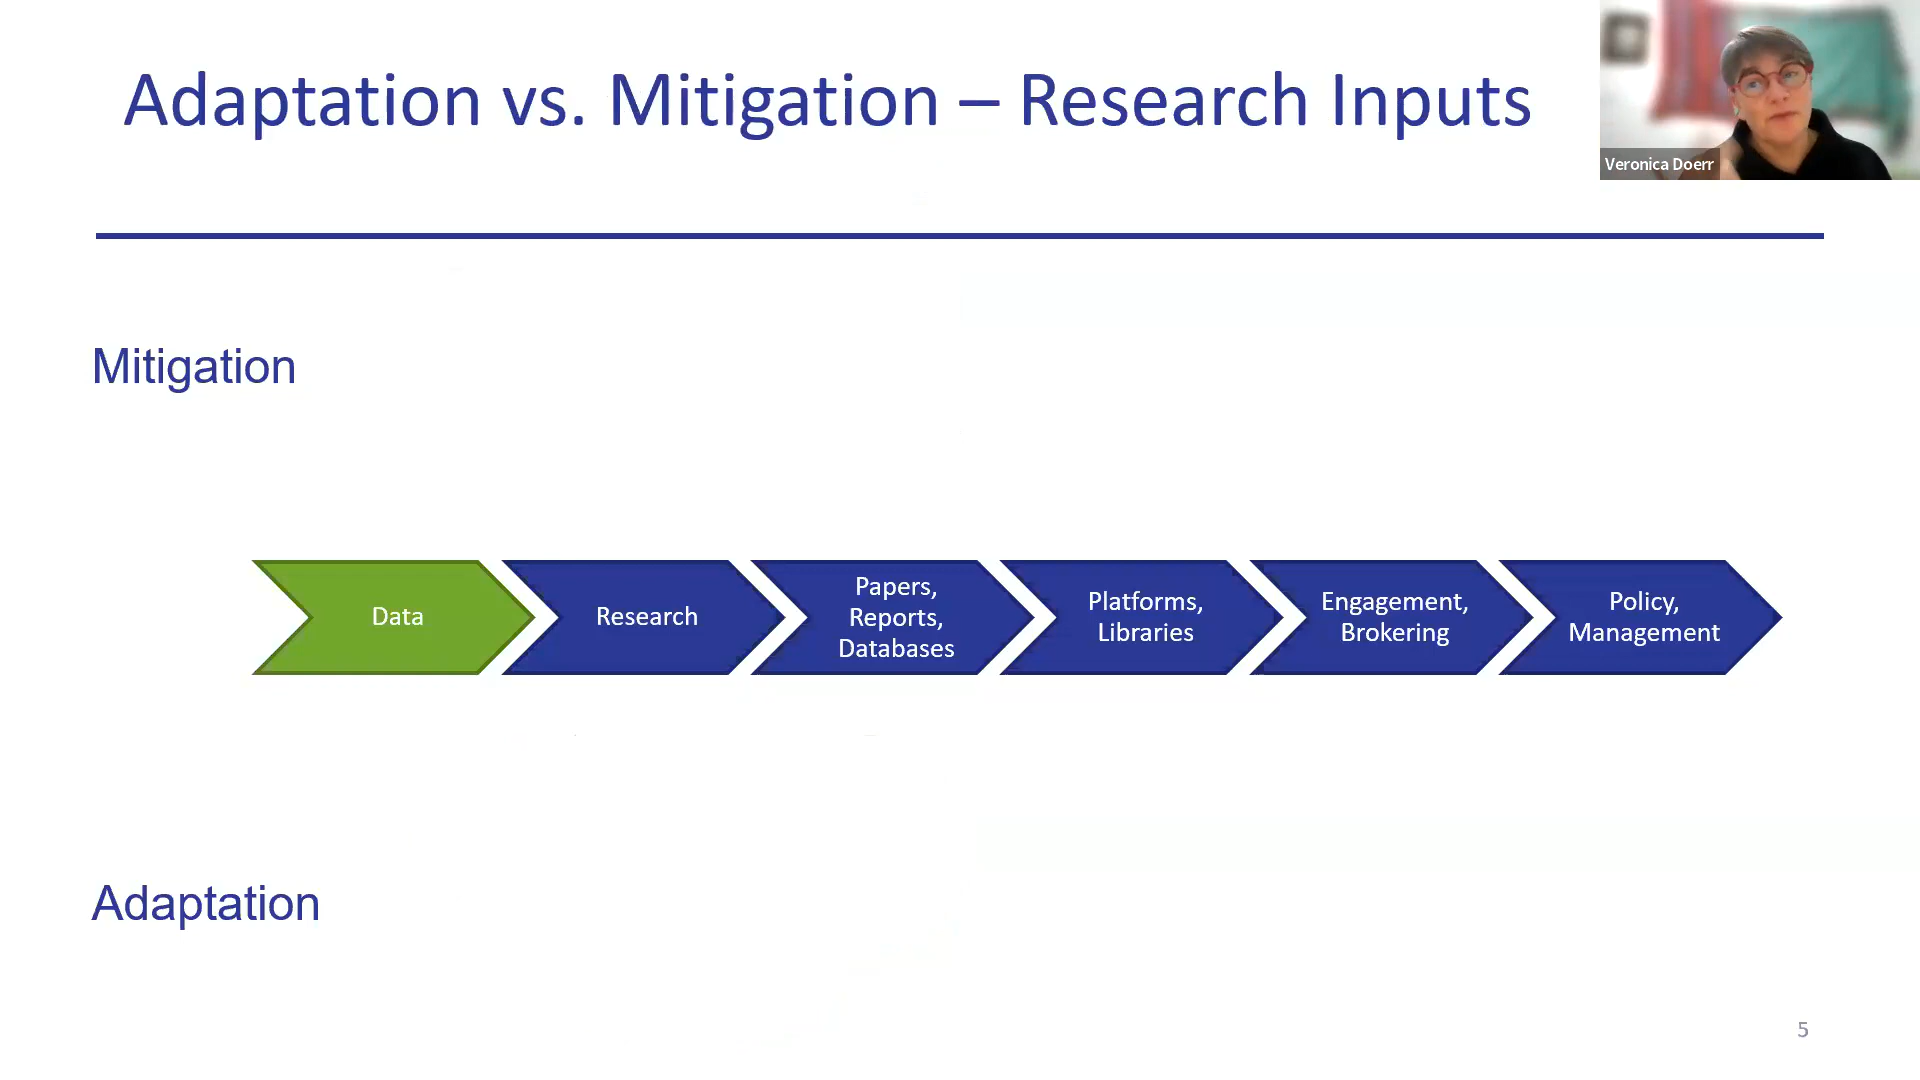 Adaptation vs. Mitigation – Research Inputs
Veronica Doerr
Mitigation
Data
Research
Papers,
Reports,
Databases
Platforms,
Libraries
Engagement,
Brokering
Policy,
Management
Adaptation
5